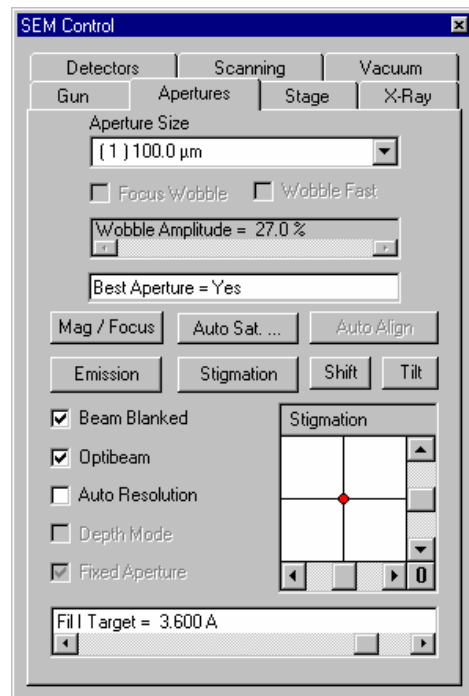 SEM Control
Detectors Scanning Vacuum
Gun Apertures Stage X-Ray
Aperture Size
( 1 ) 100.0 µm
Focus Wobble Wobble Fast
Wobble Amplitude = 27.0 %
Best Aperture = Yes
Mag / Focus Auto Sat. ... Auto Align
Emission Stigmation Shift Tilt
Beam Blanked
Optibeam
Auto Resolution
Depth Mode
Fixed Aperture
Stigmation
0
Fil I Target = 3.600 A